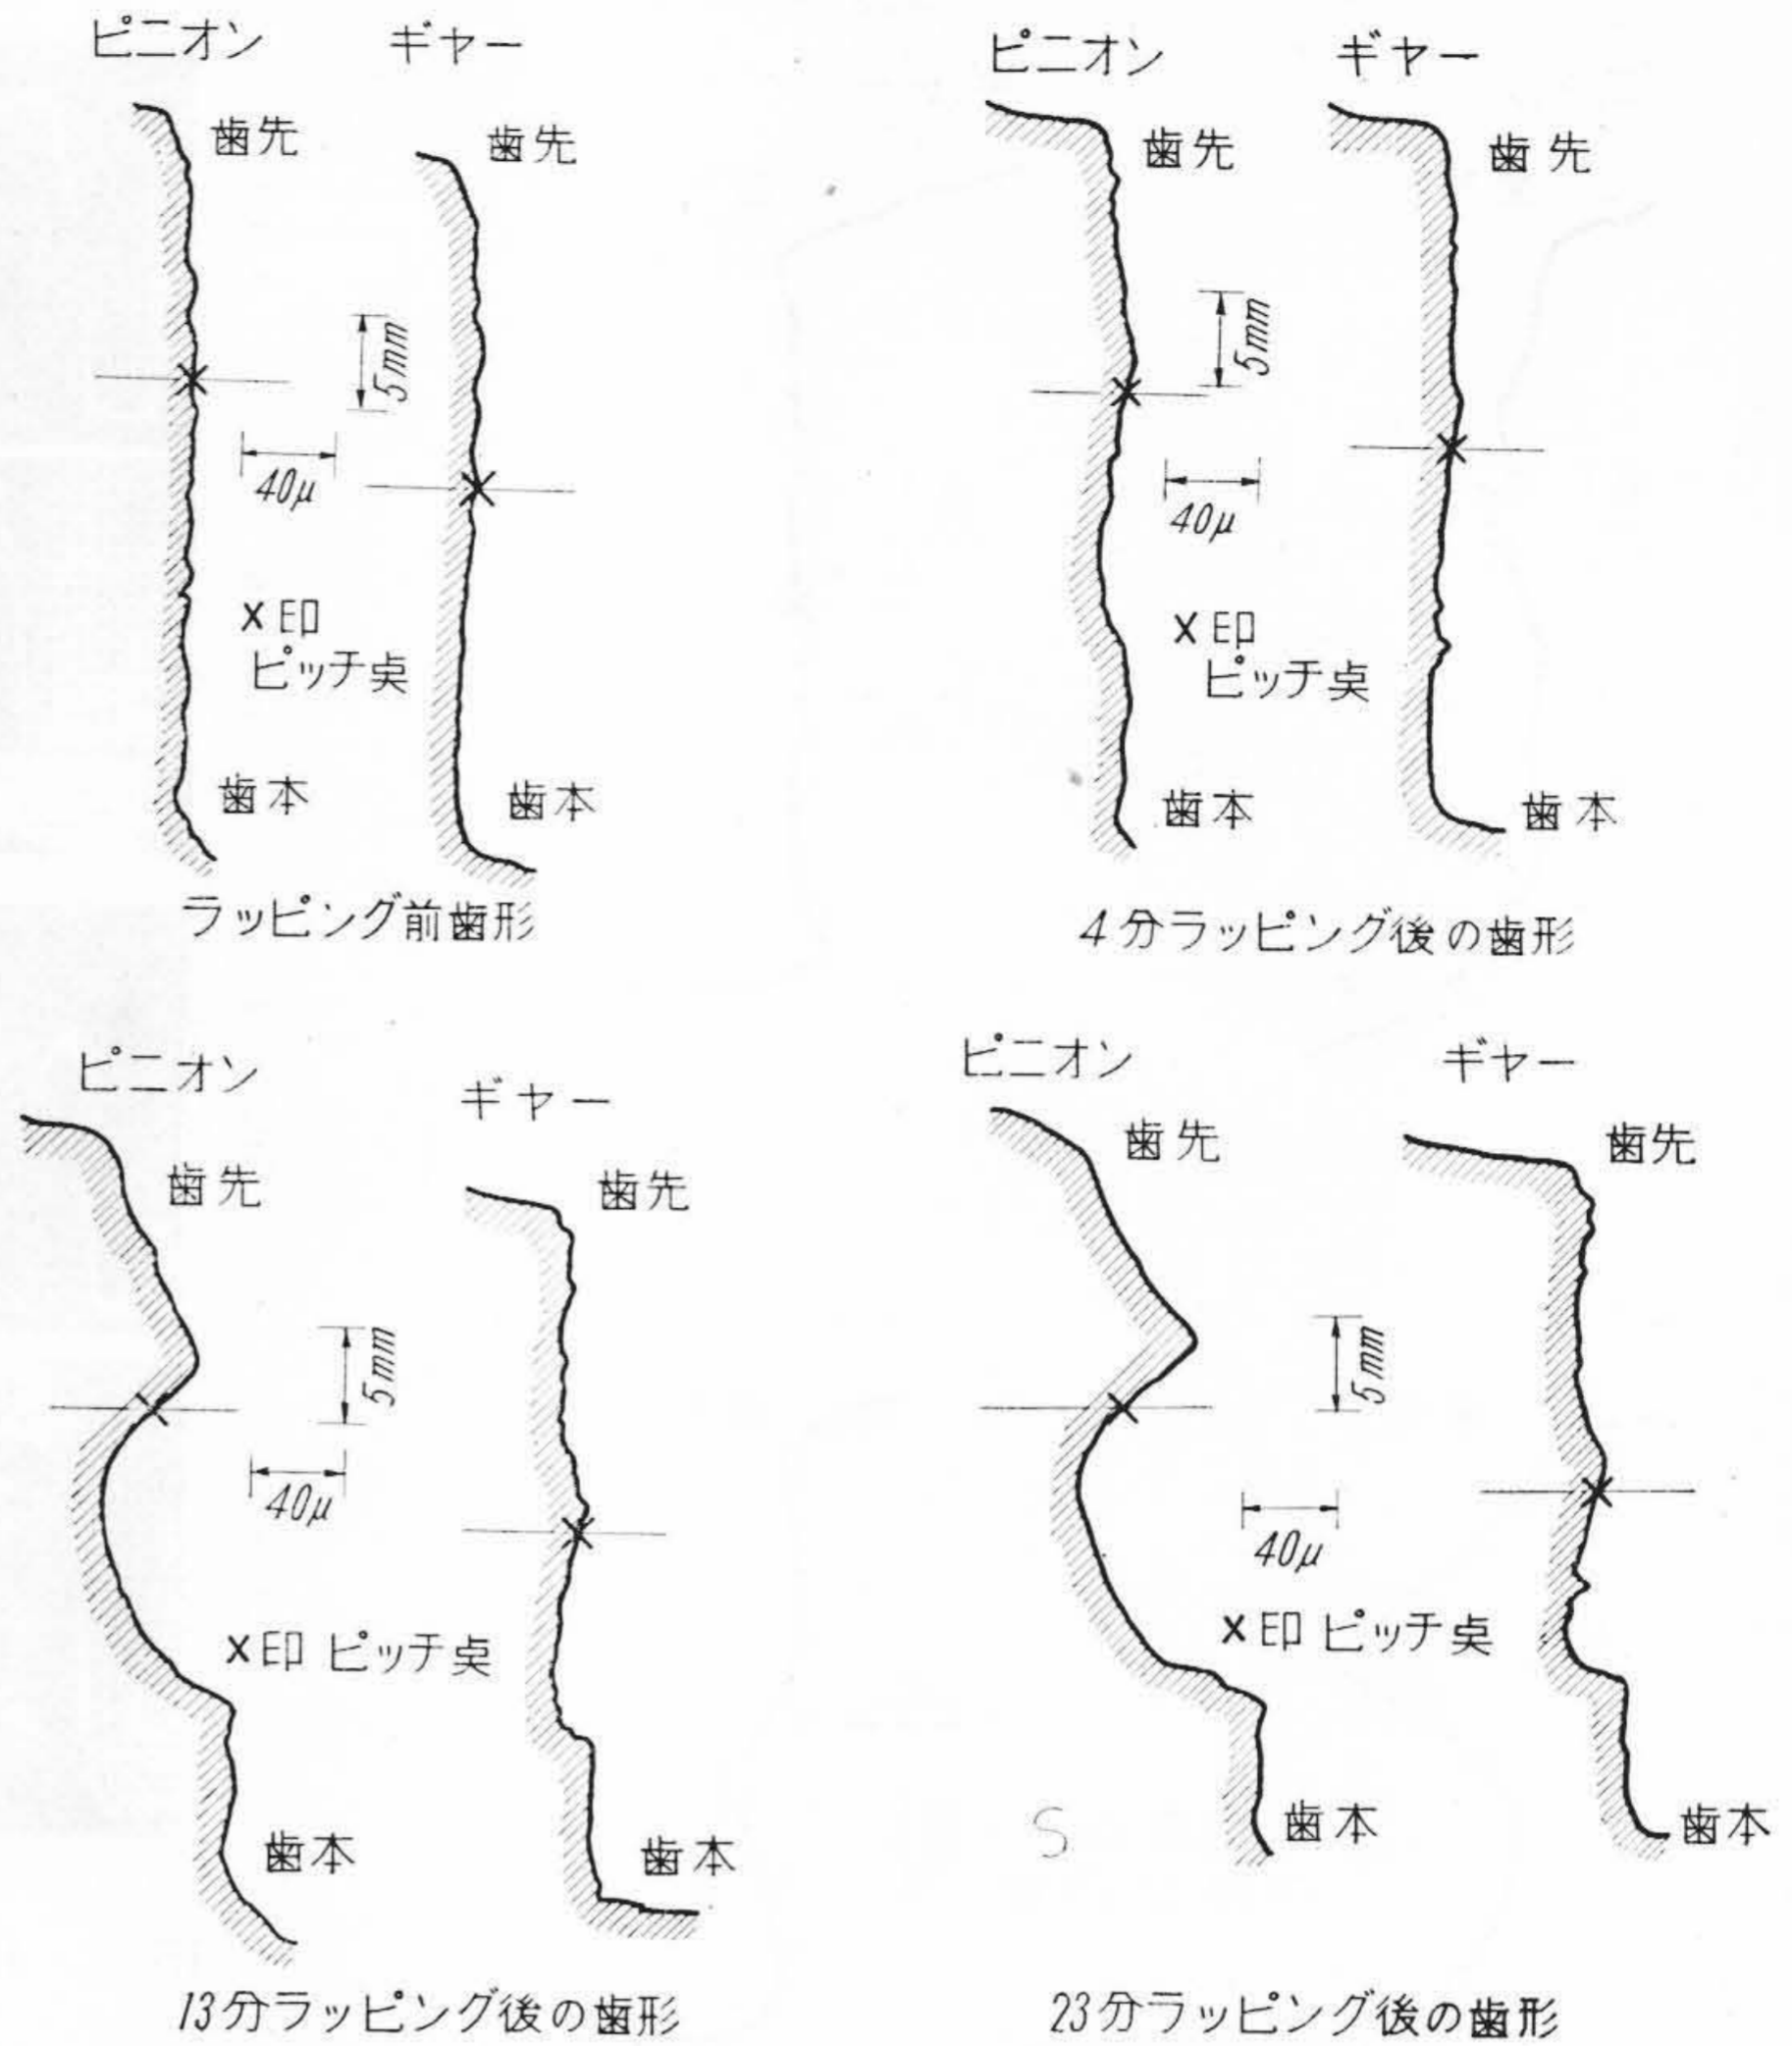 ピニオン
ギヤー
歯先
歯先
5mm
40μ
×印
ピッチ点
歯本
歯本
ラッピング前歯形
ピニオン
ギヤー
歯先
歯先
5mm
40μ
×印
ピッチ点
歯本
歯本
4分ラッピング後の歯形
ピニオン
ギヤー
歯先
歯先
5mm
40μ
×印 ピッチ点
歯本
歯本
13分ラッピング後の歯形
ピニオン
ギヤー
歯先
歯先
5mm
40μ
×印 ピッチ点
S
歯本
歯本
23分ラッピング後の歯形